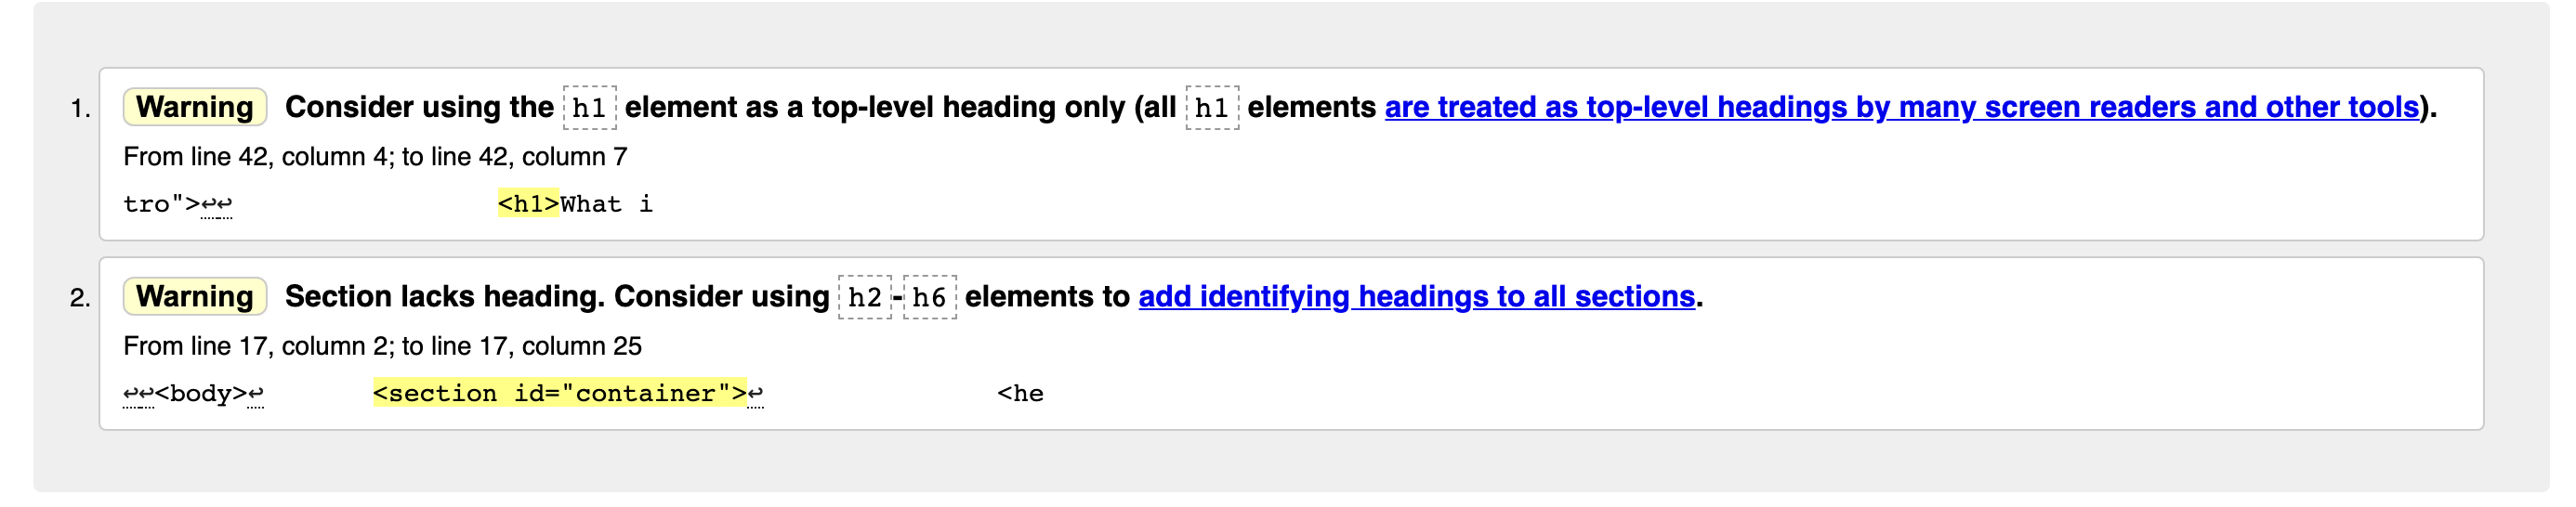 1. Warning Consider using the h1 element as a top-level heading only (all h1 elements are treated as top-level headings by many screen readers and other tools).
From line 42, column 4; to line 42, column 7
tro">↩↩ <h1>What i
2. Warning Section lacks heading. Consider using h2-h6 elements to add identifying headings to all sections.
From line 17, column 2; to line 17, column 25
↩↩<body>↩ <section id="container">↩ <he